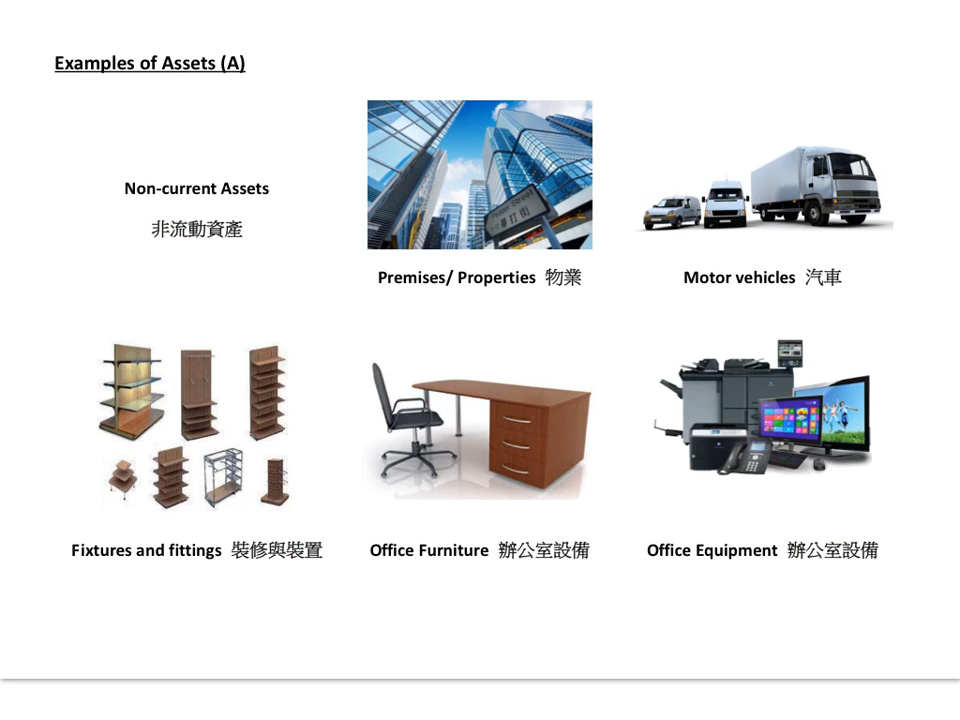 Examples of Assets (A)
Non-current Assets
非流動資產
Premises/ Properties 物業
Motor vehicles 汽車
Fixtures and fittings 裝修與裝置
Office Furniture 辦公室設備
Office Equipment 辦公室設備